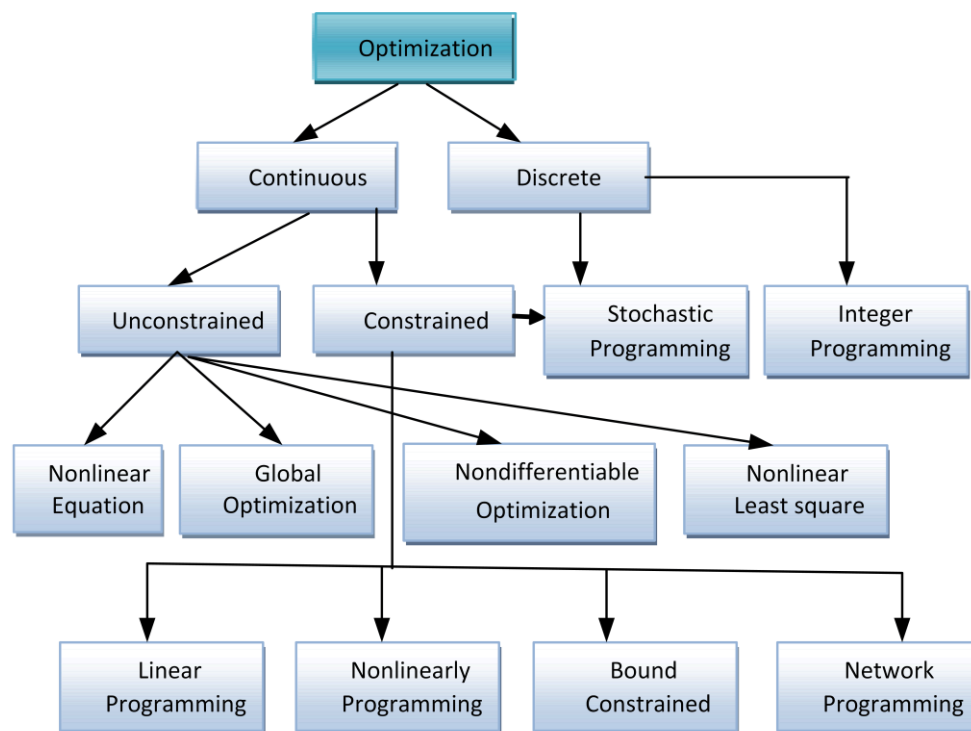 Optimization
Continuous
Discrete
Unconstrained
Constrained
Stochastic
Programming
Integer
Programming
Nonlinear
Equation
Global
Optimization
Nondifferentiable
Optimization
Nonlinear
Least square
Linear
Programming
Nonlinearly
Programming
Bound
Constrained
Network
Programming